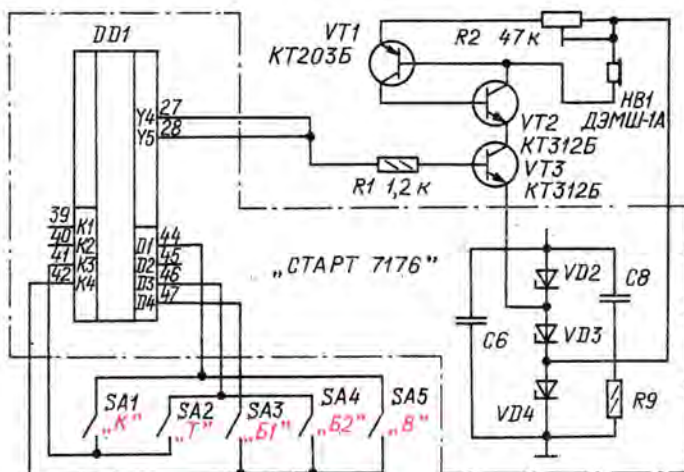 DD1
VT1
КТ203Б
R2 47 к
НВ1
ДЭМШ-1А
Y4 27
Y5 28
VT2
КТ312Б
VT3
КТ312Б
R1 1,2 к
39 K1
40 K2
41 K3
42 K4
D1 44
D2 45
D3 46
D4 47
„СТАРТ 7176"
VD2
C8
C6
VD3
VD4
R9
SA1 SA2 SA3 SA4 SA5
„К" „Т" „Б1" „Б2" „В"